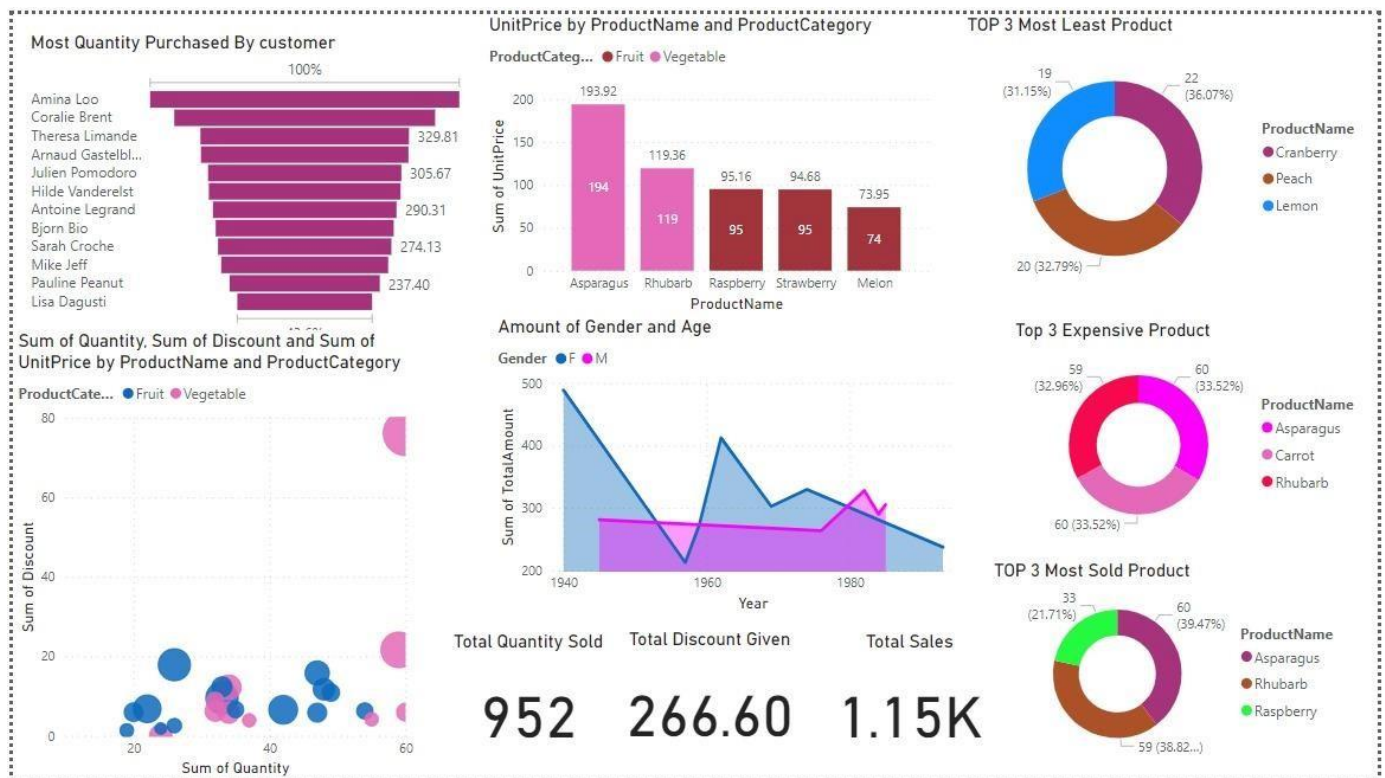 Most Quantity Purchased By customer
100%
Amina Loo
Coralie Brent
Theresa Limande
329.81
Arnaud Gastelbl...
Julien Pomodoro
305.67
Hilde Vanderelst
Antoine Legrand
290.31
Bjorn Bio
Sarah Croche
274.13
Mike Jeff
Pauline Peanut
237.40
Lisa Dagusti
UnitPrice by ProductName and ProductCategory
ProductCateg... Fruit Vegetable
Sum of UnitPrice
200
150
100
50
0
193.92
119.36
95.16
94.68
73.95
194
119
95
95
74
Asparagus Rhubarb Raspberry Strawberry Melon
ProductName
TOP 3 Most Least Product
19
(31.15%)
22
(36.07%)
20 (32.79%)
ProductName
Cranberry
Peach
Lemon
Sum of Quantity, Sum of Discount and Sum of
UnitPrice by ProductName and ProductCategory
ProductCate... Fruit Vegetable
Sum of Discount
80
60
40
20
0
20 40 60
Sum of Quantity
Amount of Gender and Age
Gender F M
Sum of TotalAmount
500
400
300
200
1940 1960 1980
Year
Top 3 Expensive Product
59
(32.96%)
60
(33.52%)
60 (33.52%)
ProductName
Asparagus
Carrot
Rhubarb
Total Quantity Sold
952
Total Discount Given
266.60
Total Sales
1.15K
TOP 3 Most Sold Product
33
(21.71%)
60
(39.47%)
59 (38.82...)
ProductName
Asparagus
Rhubarb
Raspberry